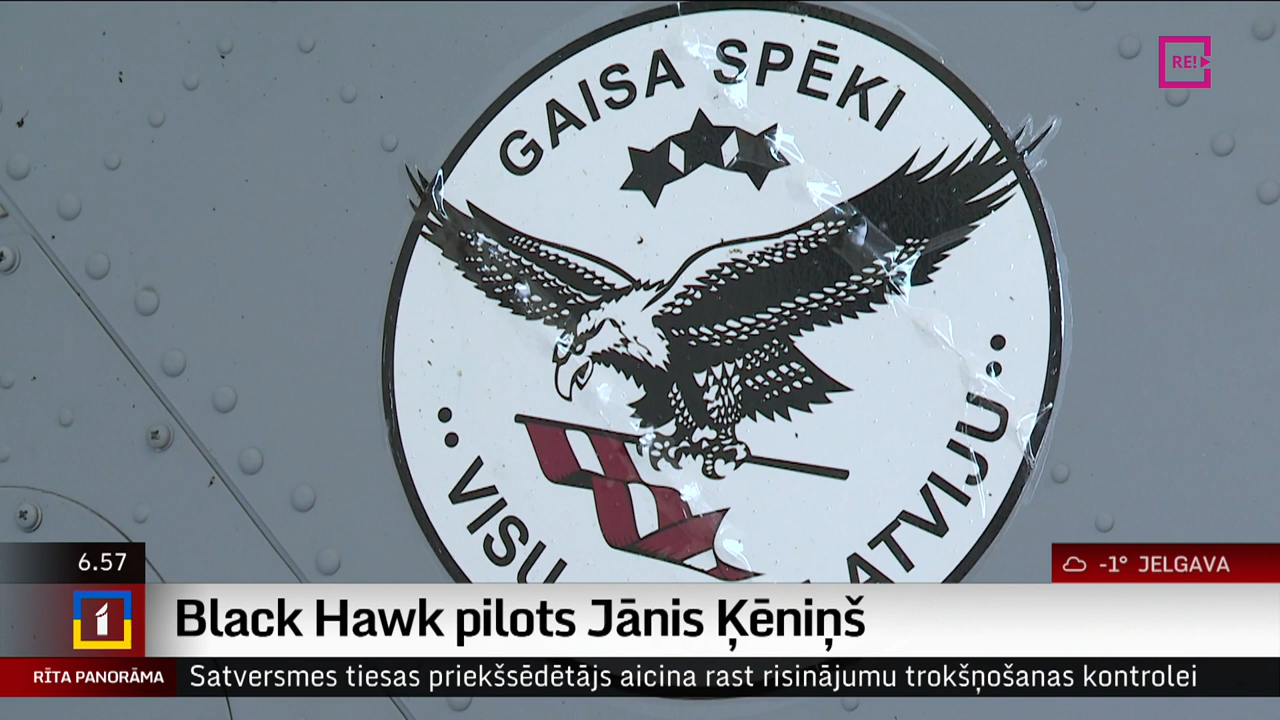 GAISA SPĒKI
RE!
VISU
LATVIJU
6.57
-1° JELGAVA
1
Black Hawk pilots Jānis Ķēniņš
RĪTA PANORĀMA
Satversmes tiesas priekšsēdētājs aicina rast risinājumu trokšņošanas kontrolei